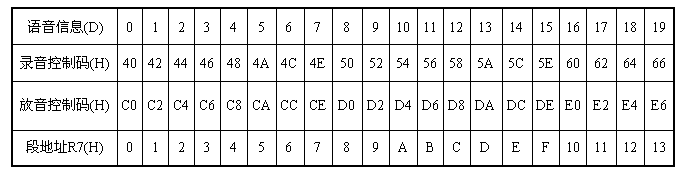 语音信息(D) 0 1 2 3 4 5 6 7 8 9 10 11 12 13 14 15 16 17 18 19
录音控制码(H) 40 42 44 46 48 4A 4C 4E 50 52 54 56 58 5A 5C 5E 60 62 64 66
放音控制码(H) C0 C2 C4 C6 C8 CA CC CE D0 D2 D4 D6 D8 DA DC DE E0 E2 E4 E6
段地址R7(H) 0 1 2 3 4 5 6 7 8 9 A B C D E F 10 11 12 13